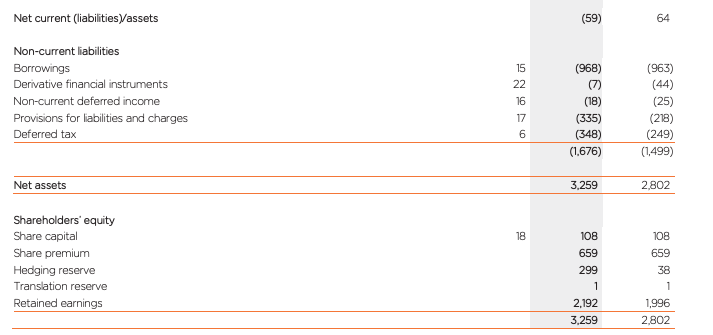 Net current (liabilities)/assets (59) 64
Non-current liabilities
Borrowings 15 (968) (963)
Derivative financial instruments 22 (7) (44)
Non-current deferred income 16 (18) (25)
Provisions for liabilities and charges 17 (335) (218)
Deferred tax 6 (348) (249)
(1,676) (1,499)
Net assets 3,259 2,802
Shareholders' equity
Share capital 18 108 108
Share premium 659 659
Hedging reserve 299 38
Translation reserve 1 1
Retained earnings 2,192 1,996
3,259 2,802